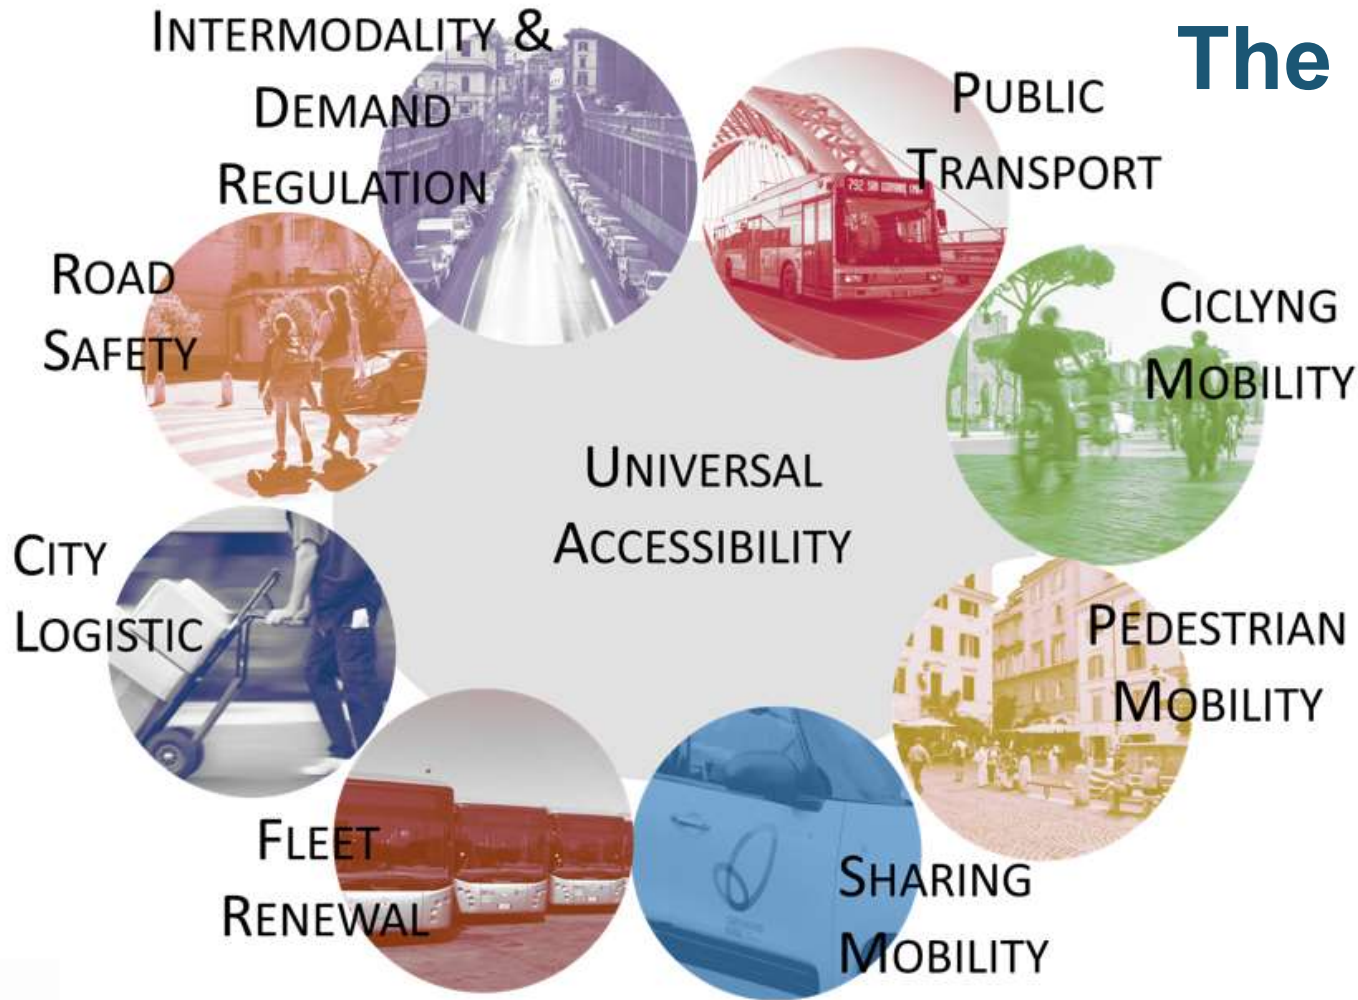 The
INTERMODALITY &
DEMAND
REGULATION
PUBLIC
TRANSPORT
CICLYNG
MOBILITY
PEDESTRIAN
MOBILITY
SHARING
MOBILITY
FLEET
RENEWAL
CITY
LOGISTIC
ROAD
SAFETY
UNIVERSAL
ACCESSIBILITY